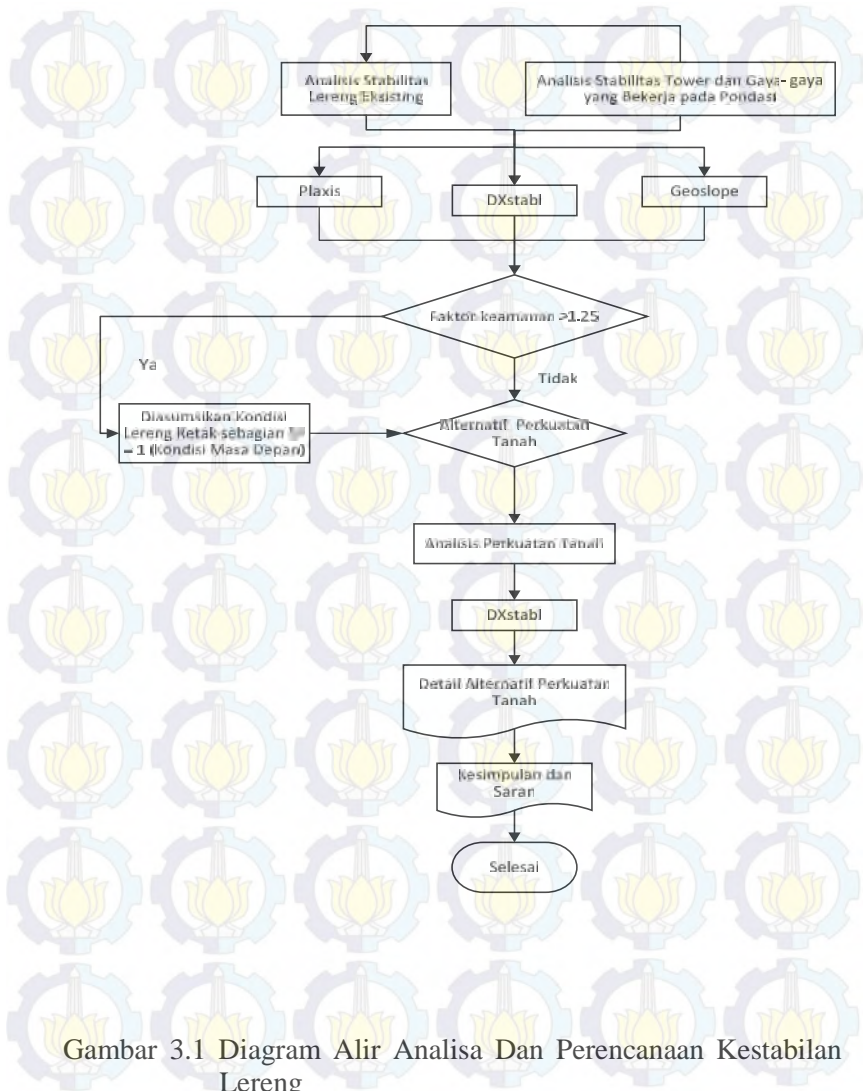 Analisis Stabilitas
Lereng Eksisting
Analisis Stabilitas Tower dan Gaya- gaya
yang Bekerja pada Pondasi
Plaxis
DXstabl
Geoslope
Faktor keamanan >1.25
Ya
Tidak
Diasumsikan Kondisi
Lereng Retak sebagian
= 1 (Kondisi Masa Depan)
Alternatif Perkuatan
Tanah
Analisis Perkuatan Tanah
DXstabl
Detail Alternatif Perkuatan
Tanah
Kesimpulan dan
Saran
Selesai
Gambar 3.1 Diagram Alir Analisa Dan Perencanaan Kestabilan
Lereng